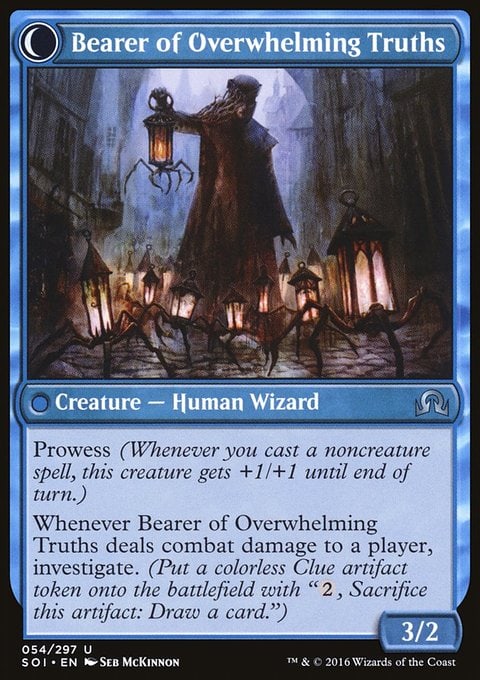 Bearer of Overwhelming Truths
Creature — Human Wizard
Prowess (Whenever you cast a noncreature
spell, this creature gets +1/+1 until end of
turn.)
Whenever Bearer of Overwhelming
Truths deals combat damage to a player,
investigate. (Put a colorless Clue artifact
token onto the battlefield with “2, Sacrifice
this artifact: Draw a card.”)
3/2
054/297 U
SOI • EN Seb McKinnon
™ & © 2016 Wizards of the Coast